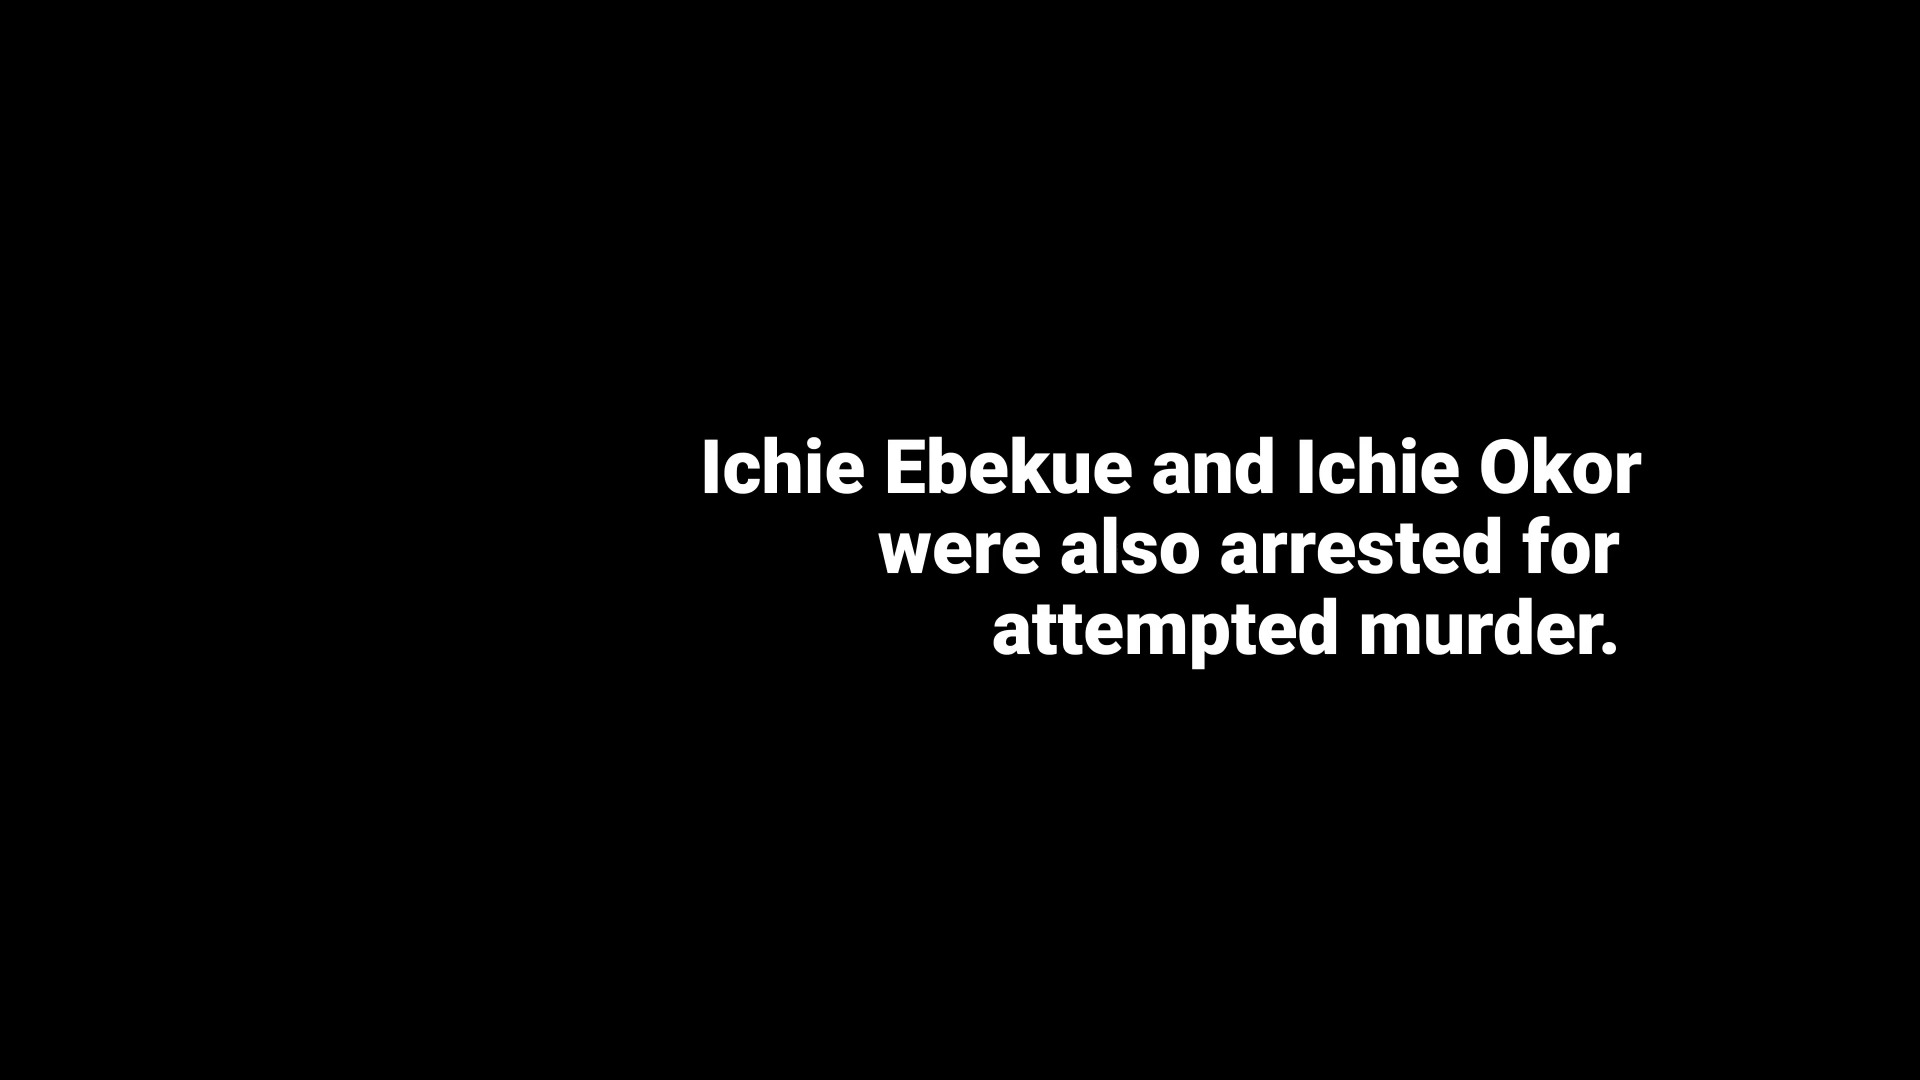 Ichie Ebekue and Ichie Okor
were also arrested for
attempted murder.